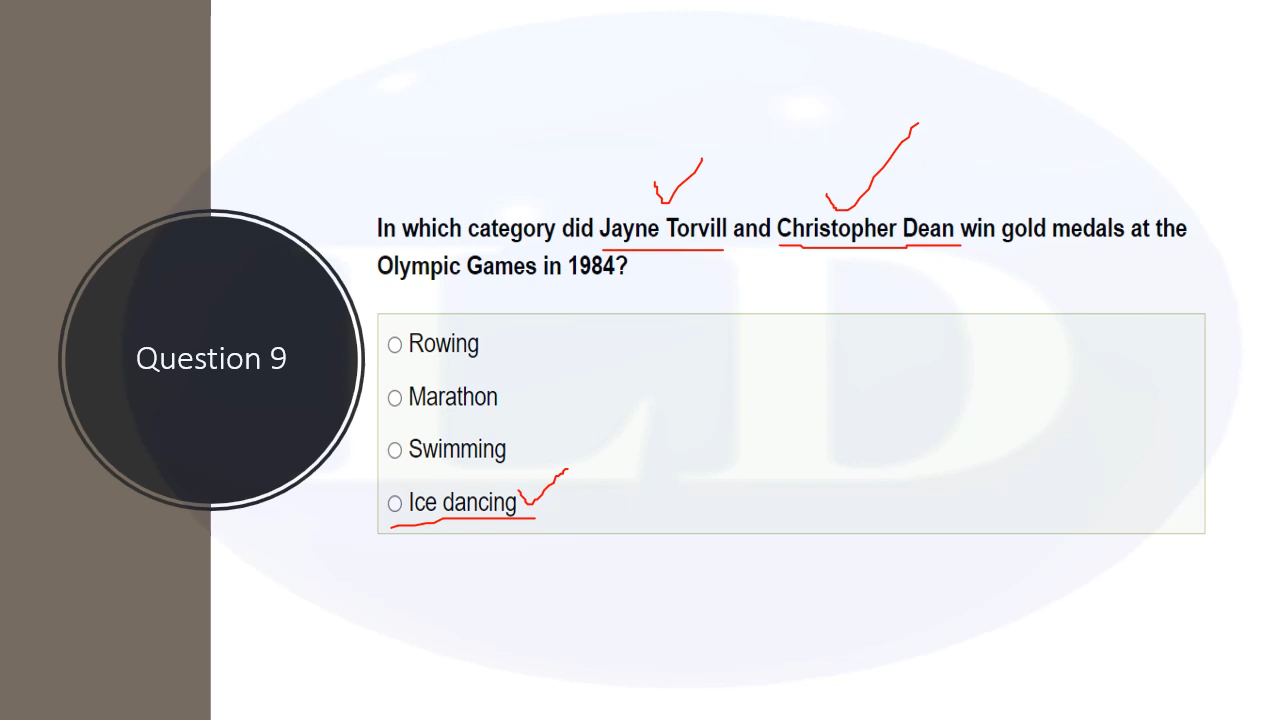 Question 9
In which category did Jayne Torvill and Christopher Dean win gold medals at the
Olympic Games in 1984?
Rowing
Marathon
Swimming
Ice dancing
LD